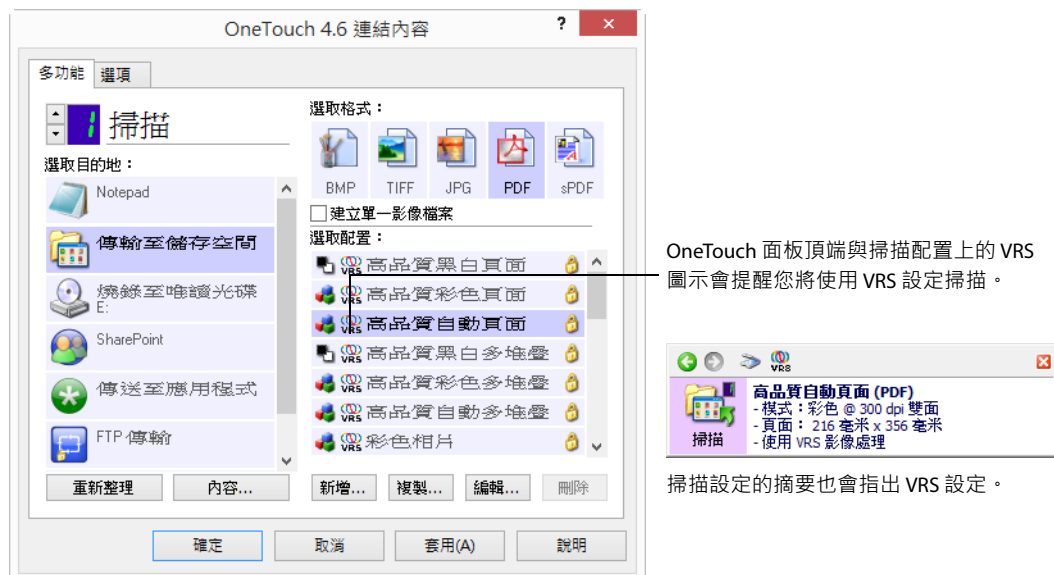 OneTouch 4.6 連結內容
?
×
多功能
選項
1 掃描
選取目的地：
Notepad
傳輸至儲存空間
燒錄至唯讀光碟
E:
SharePoint
傳送至應用程式
FTP 傳輸
重新整理
內容...
選取格式：
BMP
TIFF
JPG
PDF
sPDF
建立單一影像檔案
選取配置：
VRS 高品質黑白頁面
VRS 高品質彩色頁面
VRS 高品質自動頁面
VRS 高品質黑白多堆疊
VRS 高品質彩色多堆疊
VRS 高品質自動多堆疊
VRS 彩色相片
新增...
複製...
編輯...
刪除
確定
取消
套用(A)
說明
OneTouch 面板頂端與掃描配置上的 VRS
圖示會提醒您將使用 VRS 設定掃描。
VRS
掃描
高品質自動頁面 (PDF)
- 模式：彩色 @ 300 dpi 雙面
- 頁面： 216 毫米 x 356 毫米
- 使用 VRS 影像處理
掃描設定的摘要也會指出 VRS 設定。